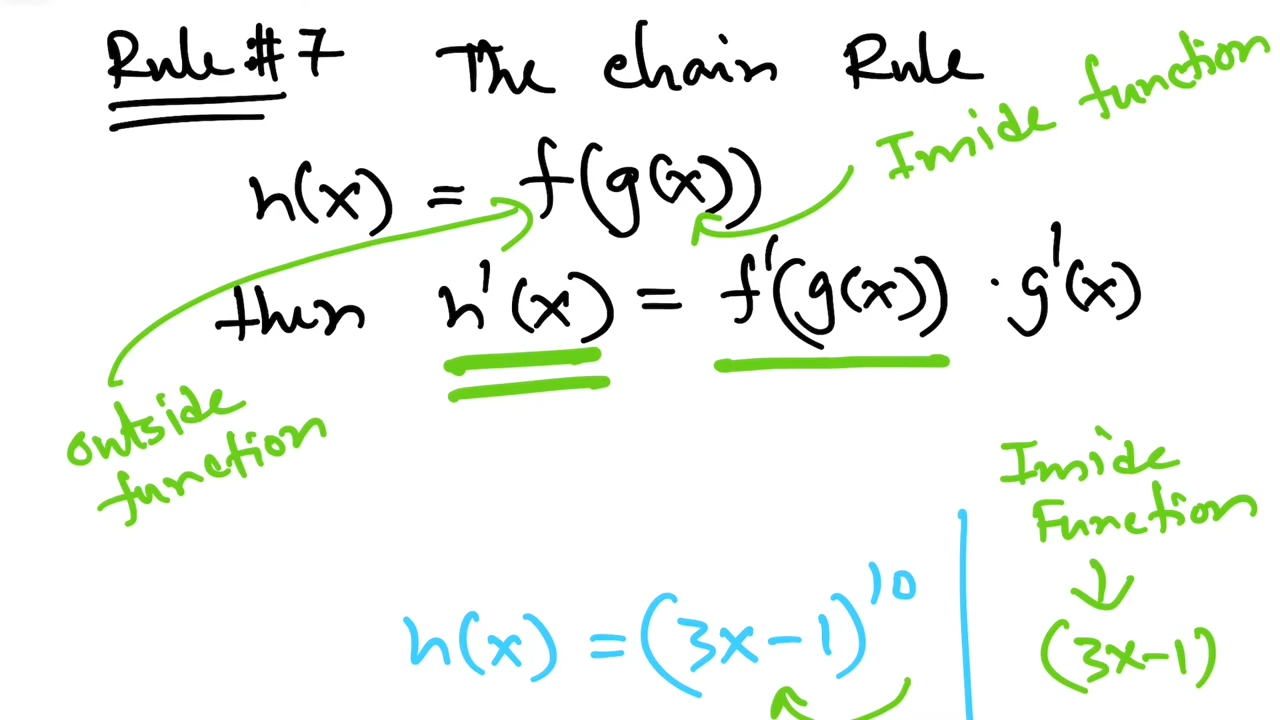 Rule #7 The chain Rule
Inside function
h(x) = f(g(x))
then h'(x) = f'(g(x)) · g'(x)
outside
function
Inside
Function
h(x) = (3x-1)^10
(3x-1)